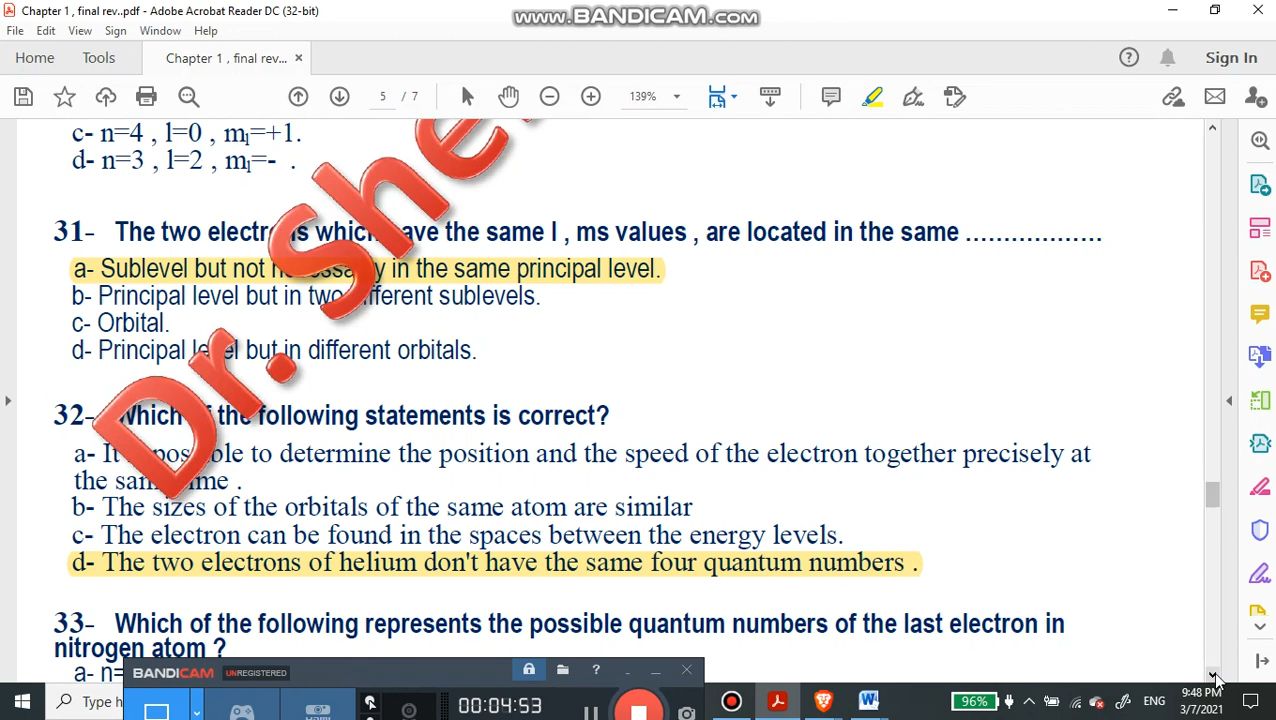 Chapter 1 , final rev..pdf - Adobe Acrobat Reader DC (32-bit)
WWW.BANDICAM.COM
File Edit View Sign Window Help
Home Tools Chapter 1 , final rev... × Sign In
5 / 7 139%
c- n=4 , l=0 , ml=+1.
d- n=3 , l=2 , ml=- .
31- The two which the same l , ms values , are located in the same ..................
a- Sublevel but not in the same principal level.
b- Principal level but in two different sublevels.
c- Orbital.
d- Principal level but in different orbitals.
32- Which of the following statements is correct?
a- It to determine the position and the speed of the electron together precisely at
the same time .
b- The sizes of the orbitals of the same atom are similar
c- The electron can be found in the spaces between the energy levels.
d- The two electrons of helium don't have the same four quantum numbers .
33- Which of the following represents the possible quantum numbers of the last electron in
nitrogen atom ?
a- n=
Dr. She
BANDICAM UNREGISTERED
00:04:53
Type h
96% ENG 9:48 PM
3/7/2021